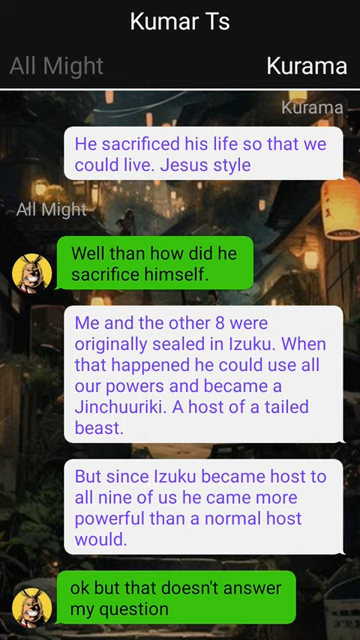 Kumar Ts
All Might
Kurama
Kurama
He sacrificed his life so that we
could live. Jesus style
All Might
Well than how did he
sacrifice himself.
Me and the other 8 were
originally sealed in Izuku. When
that happened he could use all
our powers and became a
Jinchuuriki. A host of a tailed
beast.
But since Izuku became host to
all nine of us he came more
powerful than a normal host
would.
ok but that doesn't answer
my question